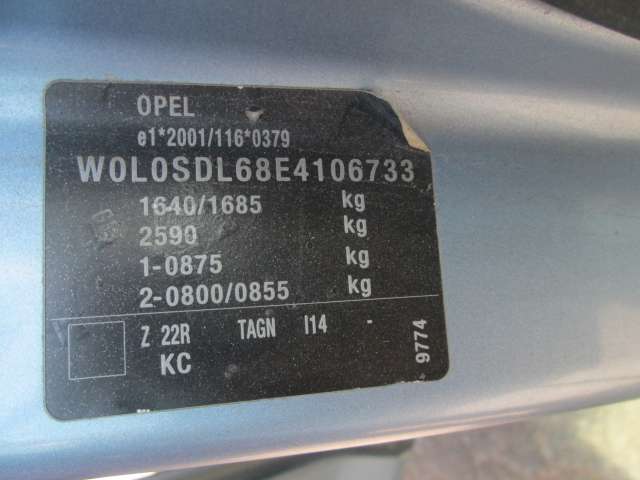 OPEL
e1*2001/116*0379
W0L0SDL68E4106733
1640/1685 kg
2590 kg
1-0875 kg
2-0800/0855 kg
Z 22R TAGN I14 -
KC
9774